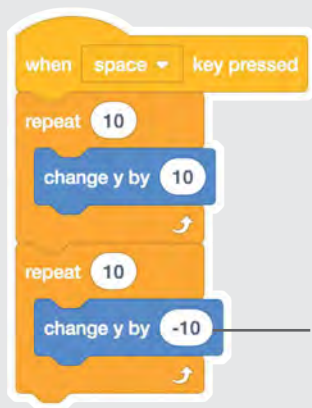 when space key pressed
repeat 10
change y by 10
repeat 10
change y by -10